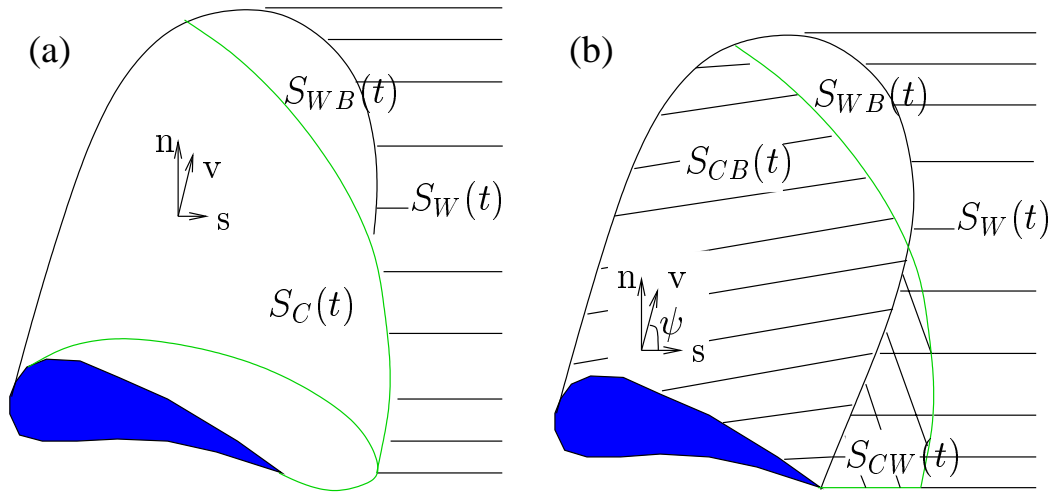 (a)
S_{WB}(t)
n
v
s
S_W(t)
S_C(t)
(b)
S_{WB}(t)
S_{CB}(t)
S_W(t)
n
v
ψ
s
S_{CW}(t)